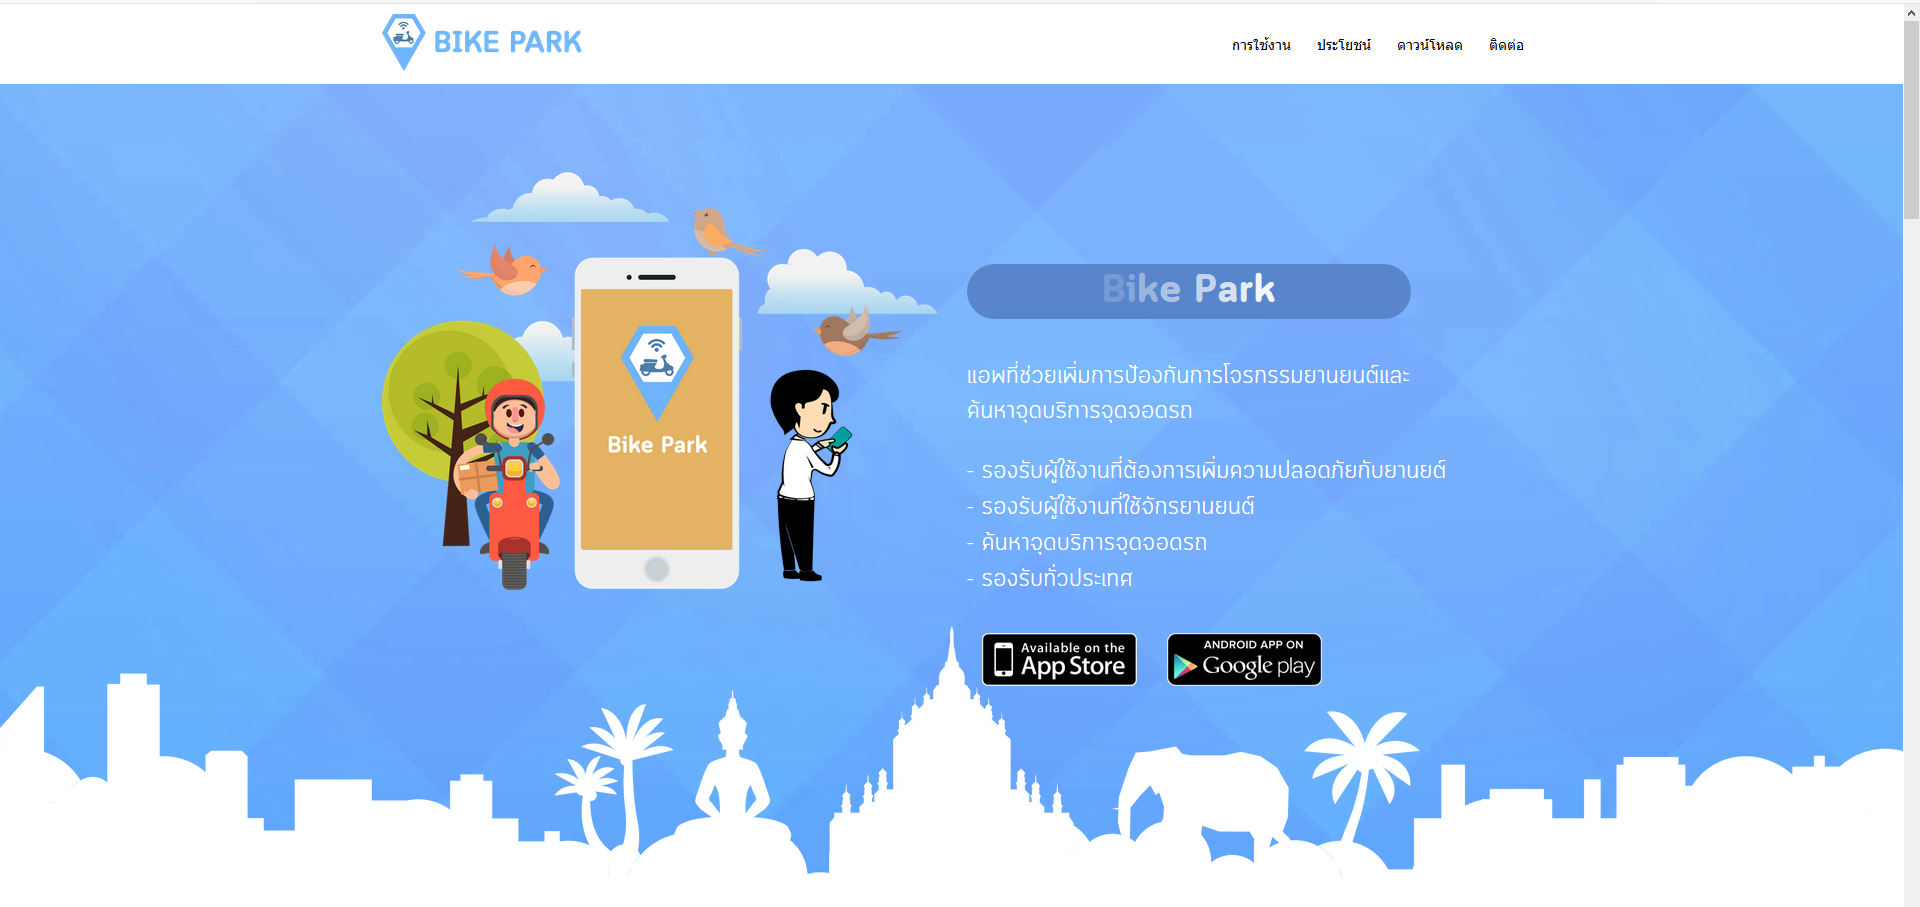 BIKE PARK
การใช้งาน ประโยชน์ ดาวน์โหลด ติดต่อ
Bike Park
Bike Park
แอพที่ช่วยเพิ่มการป้องกันการโจรกรรมยานยนต์และ
ค้นหาจุดบริการจุดจอดรถ
- รองรับผู้ใช้งานที่ต้องการเพิ่มความปลอดภัยกับยานยต์
- รองรับผู้ใช้งานที่ใช้จักรยานยนต์
- ค้นหาจุดบริการจุดจอดรถ
- รองรับทั่วประเทศ
Available on the
App Store
ANDROID APP ON
Google play